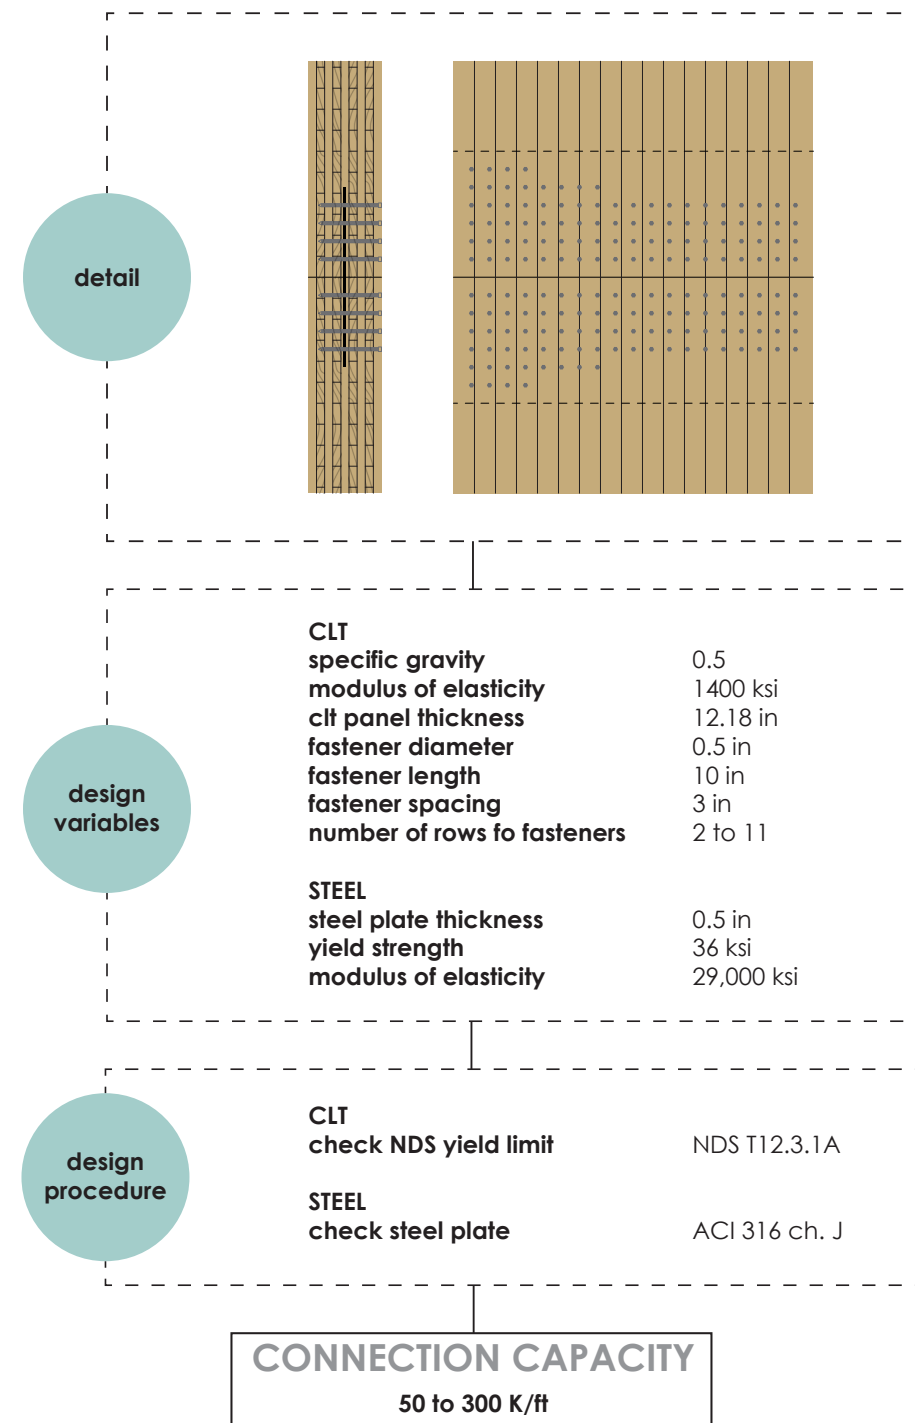 detail
CLT
specific gravity 0.5
modulus of elasticity 1400 ksi
clt panel thickness 12.18 in
fastener diameter 0.5 in
fastener length 10 in
fastener spacing 3 in
number of rows fo fasteners 2 to 11
design
variables
STEEL
steel plate thickness 0.5 in
yield strength 36 ksi
modulus of elasticity 29,000 ksi
CLT
check NDS yield limit NDS T12.3.1A
design
procedure
STEEL
check steel plate ACI 316 ch. J
CONNECTION CAPACITY
50 to 300 K/ft